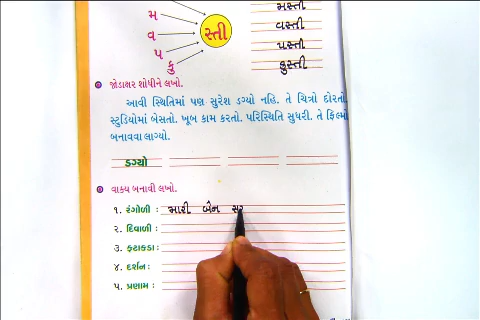 મ
મસ્તી
વ
સ્તી
વસ્તી
પ
પસ્તી
કુ
કુસ્તી
જોડાક્ષર શોધીને લખો.
આવી સ્થિતિમાં પણ સુરેશ ડગ્યો નહિ. તે ચિત્રો દોરતો.
સ્ટુડિયોમાં બેસતો. ખૂબ કામ કરતો. પરિસ્થિતિ સુધરી. તે ફિલ્મો
બનાવવા લાગ્યો.
ડગ્યો
વાક્ય બનાવી લખો.
૧. રંગોળી : મારી બેન સર
૨. દિવાળી :
૩. ફટાકડા :
૪. દર્શન :
૫. પ્રણામ :